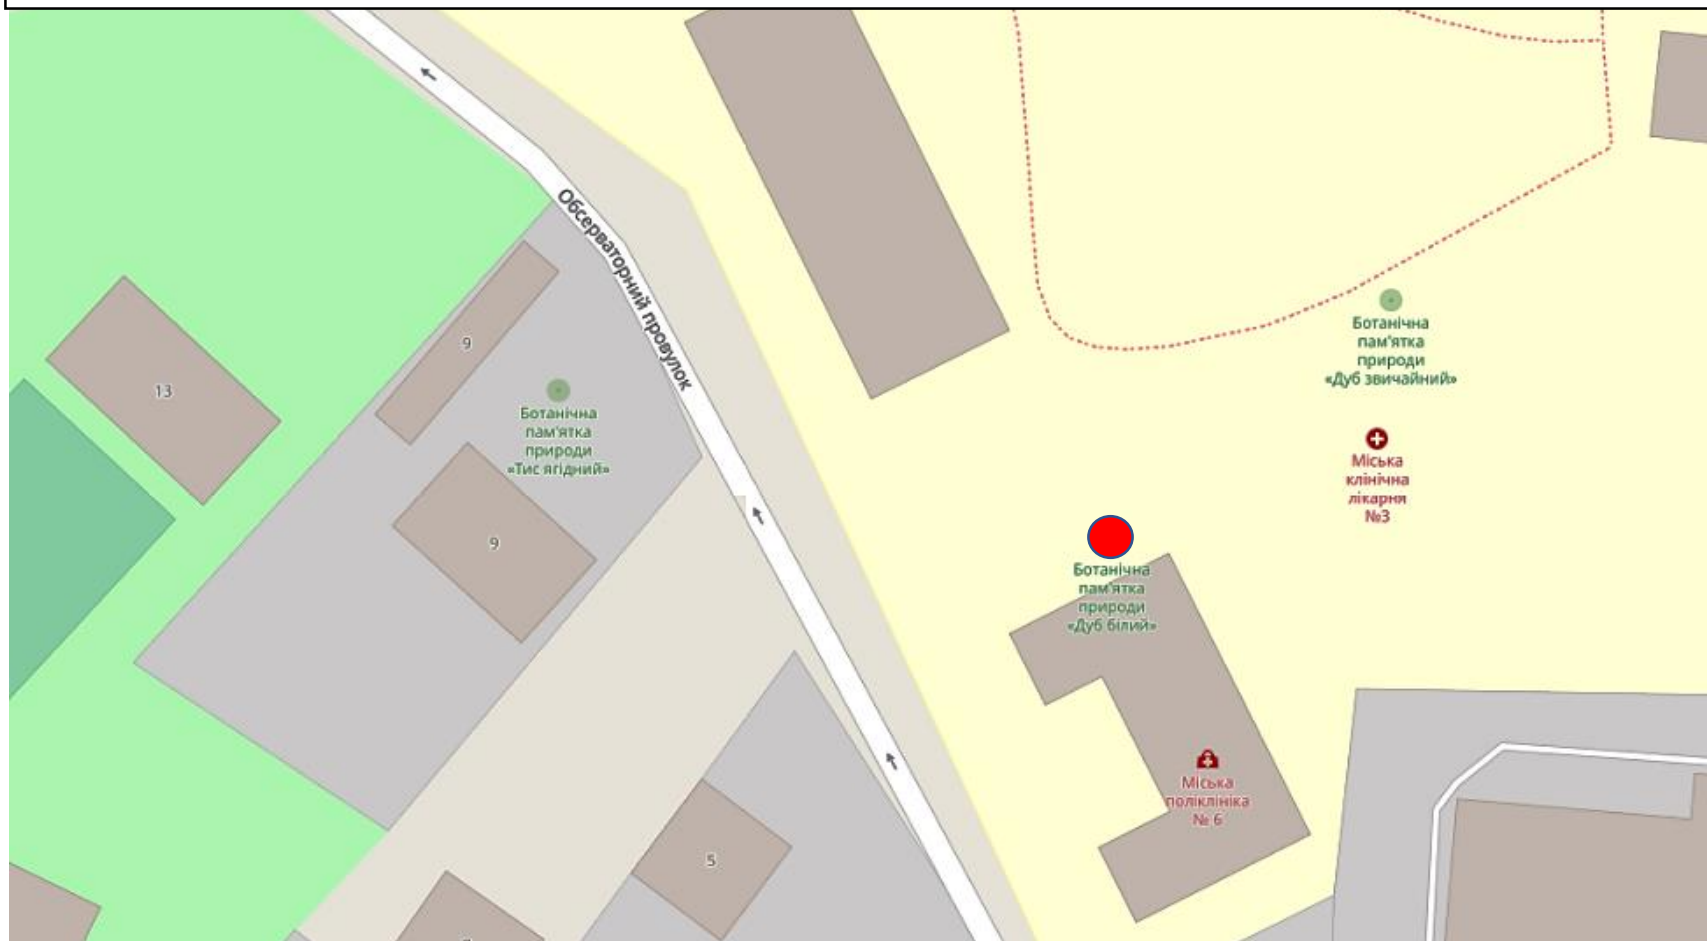 Обсерваторний провулок
9
13
Ботанічна
пам'ятка
природи
«Тис ягідний»
9
Ботанічна
пам'ятка
природи
«Дуб звичайний»
Міська
клінічна
лікарня
№3
Ботанічна
пам'ятка
природи
«Дуб білий»
Міська
поліклініка
№ 6
5